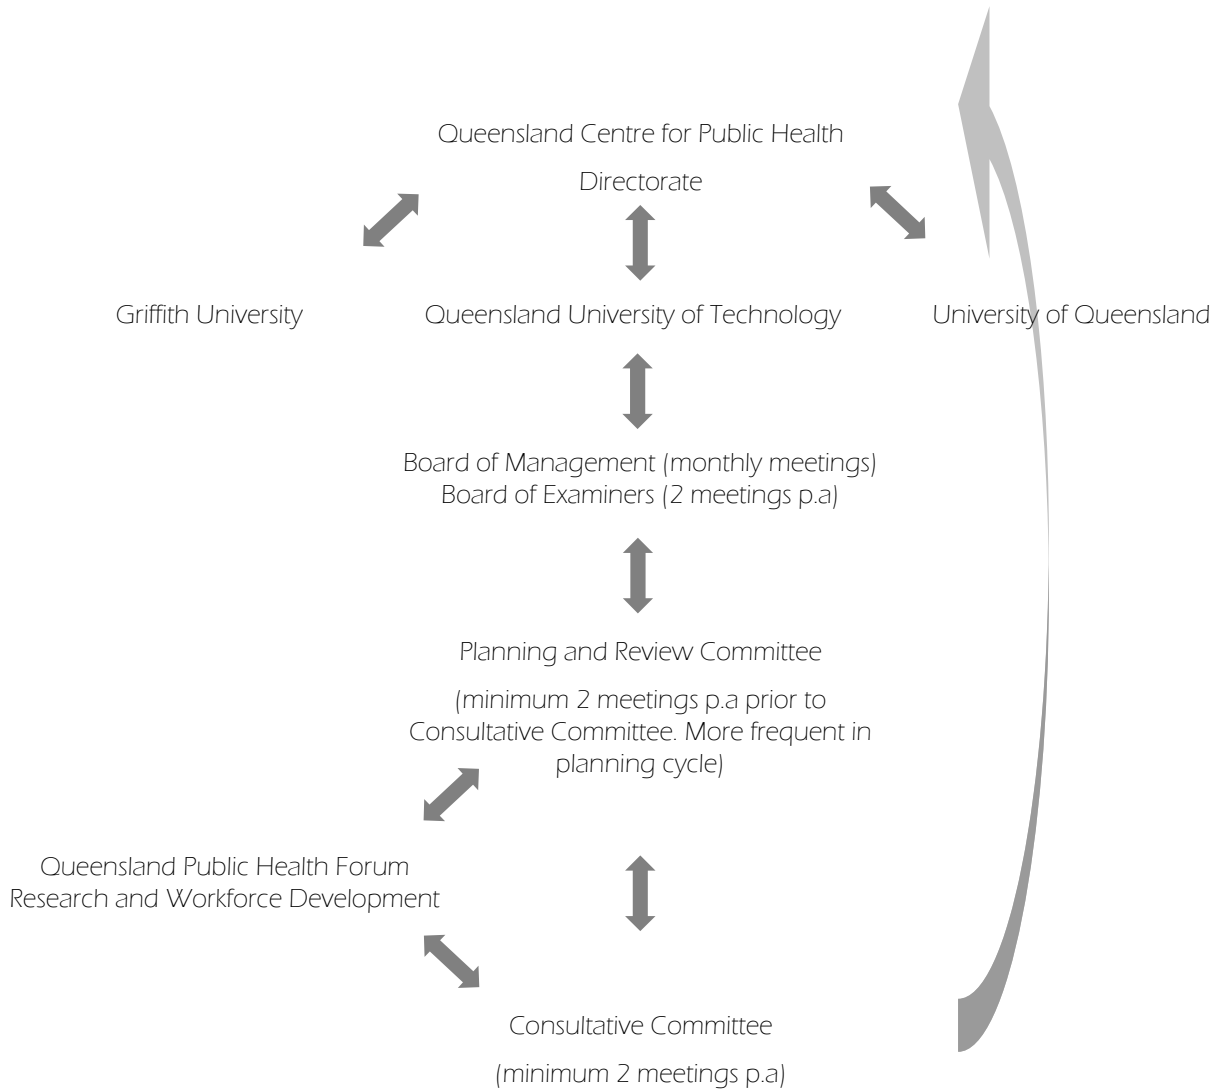 Queensland Centre for Public Health
Directorate
Griffith University
Queensland University of Technology
University of Queensland
Board of Management (monthly meetings)
Board of Examiners (2 meetings p.a)
Planning and Review Committee
(minimum 2 meetings p.a prior to
Consultative Committee. More frequent in
planning cycle)
Queensland Public Health Forum
Research and Workforce Development
Consultative Committee
(minimum 2 meetings p.a)